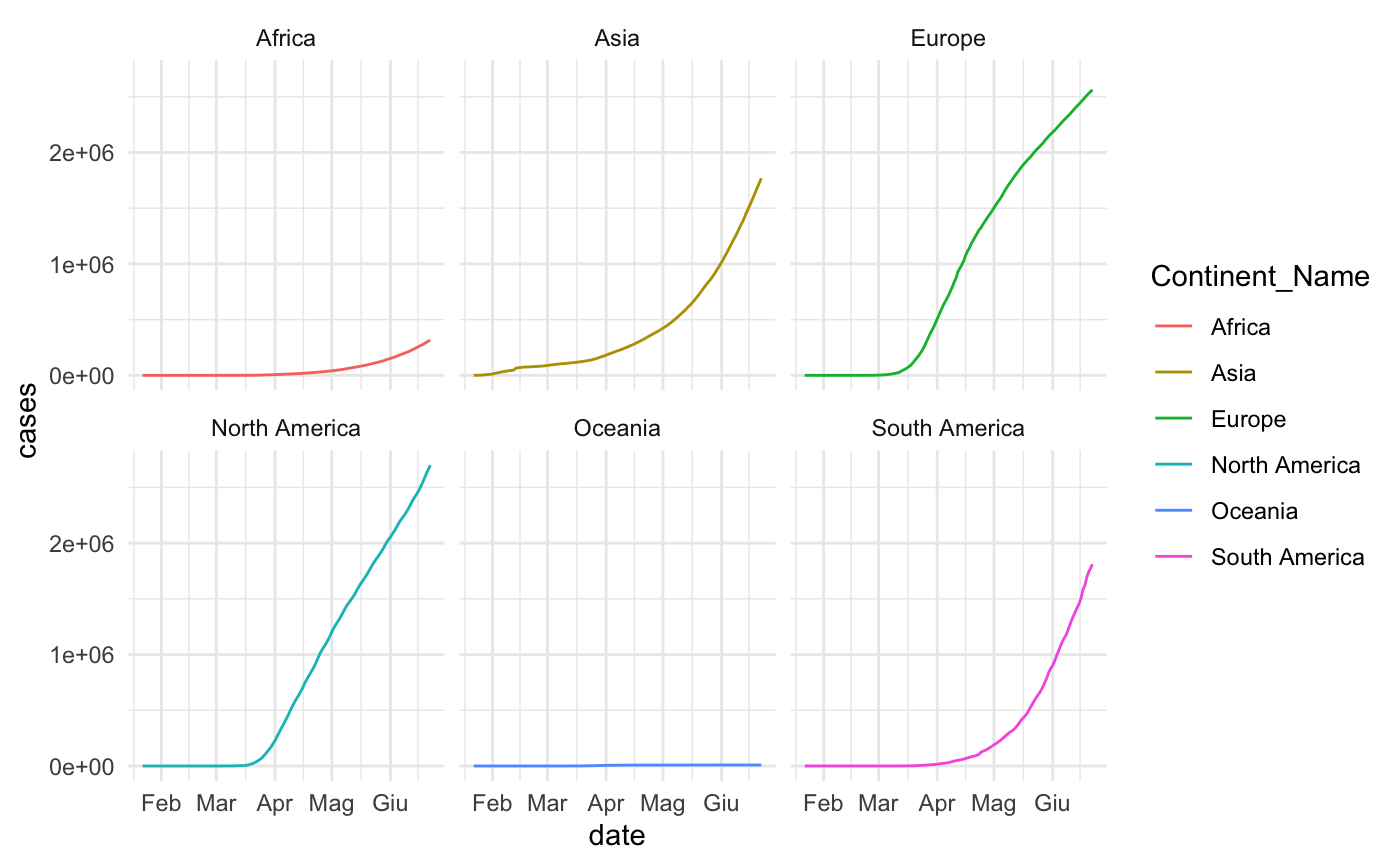 Africa Asia Europe
2e+06
1e+06
0e+00
cases
North America Oceania South America
2e+06
1e+06
0e+00
Feb Mar Apr Mag Giu Feb Mar Apr Mag Giu Feb Mar Apr Mag Giu
date
Continent_Name
Africa
Asia
Europe
North America
Oceania
South America